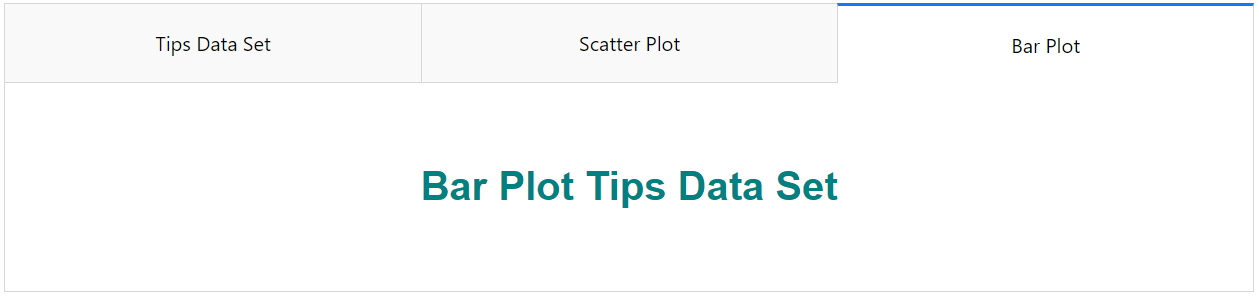 Tips Data Set
Scatter Plot
Bar Plot
Bar Plot Tips Data Set